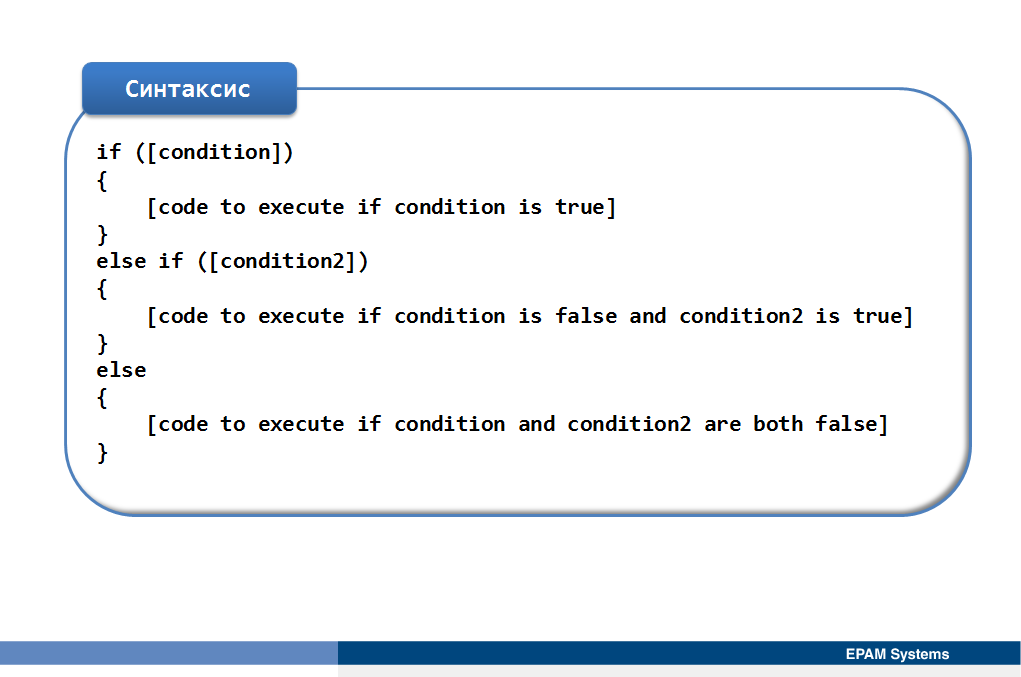 Синтаксис
if ([condition])
{
    [code to execute if condition is true]
}
else if ([condition2])
{
    [code to execute if condition is false and condition2 is true]
}
else
{
    [code to execute if condition and condition2 are both false]
}
EPAM Systems